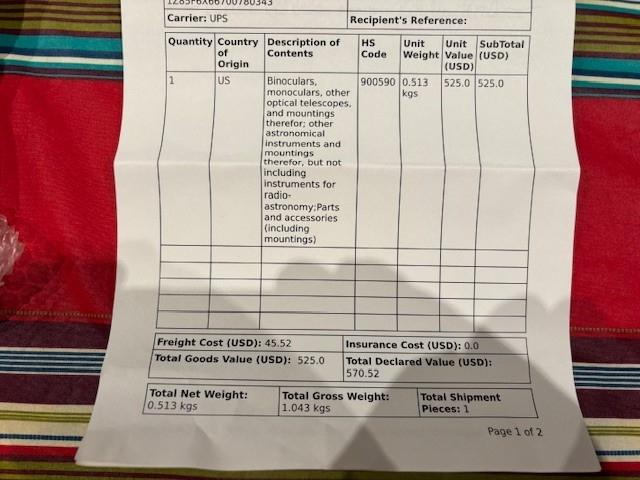 Carrier: UPS Recipient's Reference:
Quantity Country of Origin Description of Contents HS Code Unit Weight Unit Value (USD) SubTotal (USD)
1 US Binoculars, 900590 0.513 kgs 525.0 525.0
monoculars, other
optical telescopes,
and mountings
therefor; other
astronomical
instruments and
mountings
therefor, but not
including
instruments for
radio-
astronomy;Parts
and accessories
(including
mountings)
Freight Cost (USD): 45.52 Insurance Cost (USD): 0.0
Total Goods Value (USD): 525.0 Total Declared Value (USD):
570.52
Total Net Weight: Total Gross Weight: Total Shipment
0.513 kgs 1.043 kgs Pieces: 1
Page 1 of 2